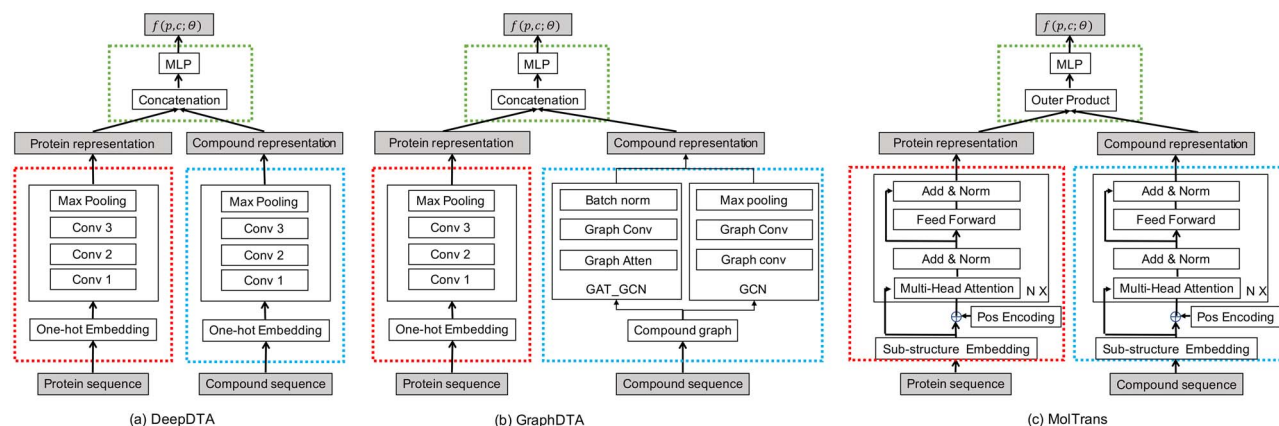 f(p,c;Θ)
MLP
Concatenation
Protein representation
Compound representation
Max Pooling
Conv 3
Conv 2
Conv 1
One-hot Embedding
Protein sequence
Max Pooling
Conv 3
Conv 2
Conv 1
One-hot Embedding
Compound sequence
(a) DeepDTA
f(p,c;Θ)
MLP
Concatenation
Protein representation
Compound representation
Max Pooling
Conv 3
Conv 2
Conv 1
One-hot Embedding
Protein sequence
Batch norm
Graph Conv
Graph Atten
GAT_GCN
Max pooling
Graph Conv
Graph conv
GCN
Compound graph
Compound sequence
(b) GraphDTA
f(p,c;Θ)
MLP
Outer Product
Protein representation
Compound representation
Add & Norm
Feed Forward
Add & Norm
Multi-Head Attention
N X
Pos Encoding
Sub-structure Embedding
Protein sequence
Add & Norm
Feed Forward
Add & Norm
Multi-Head Attention
N X
Pos Encoding
Sub-structure Embedding
Compound sequence
(c) MolTrans